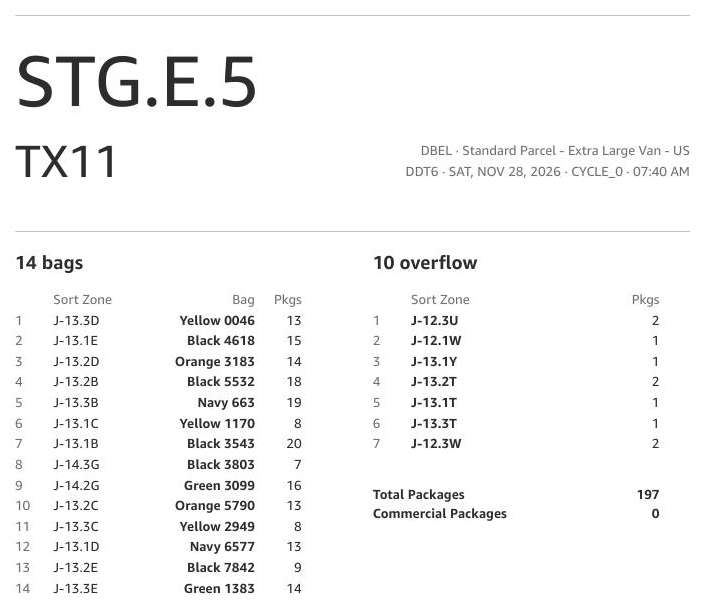 STG.E.5
TX11
DBEL · Standard Parcel - Extra Large Van - US
DDT6 · SAT, NOV 28, 2026 · CYCLE_0 · 07:40 AM
14 bags
Sort Zone Bag Pkgs
1 J-13.3D Yellow 0046 13
2 J-13.1E Black 4618 15
3 J-13.2D Orange 3183 14
4 J-13.2B Black 5532 18
5 J-13.3B Navy 663 19
6 J-13.1C Yellow 1170 8
7 J-13.1B Black 3543 20
8 J-14.3G Black 3803 7
9 J-14.2G Green 3099 16
10 J-13.2C Orange 5790 13
11 J-13.3C Yellow 2949 8
12 J-13.1D Navy 6577 13
13 J-13.2E Black 7842 9
14 J-13.3E Green 1383 14
10 overflow
Sort Zone Pkgs
1 J-12.3U 2
2 J-12.1W 1
3 J-13.1Y 1
4 J-13.2T 2
5 J-13.1T 1
6 J-13.3T 1
7 J-12.3W 2
Total Packages 197
Commercial Packages 0